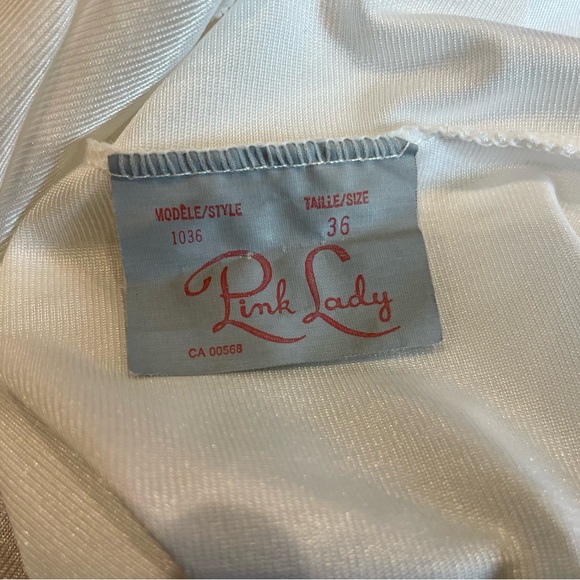 MODÈLE/STYLE TAILLE/SIZE
1036 36
Pink Lady
CA 00568